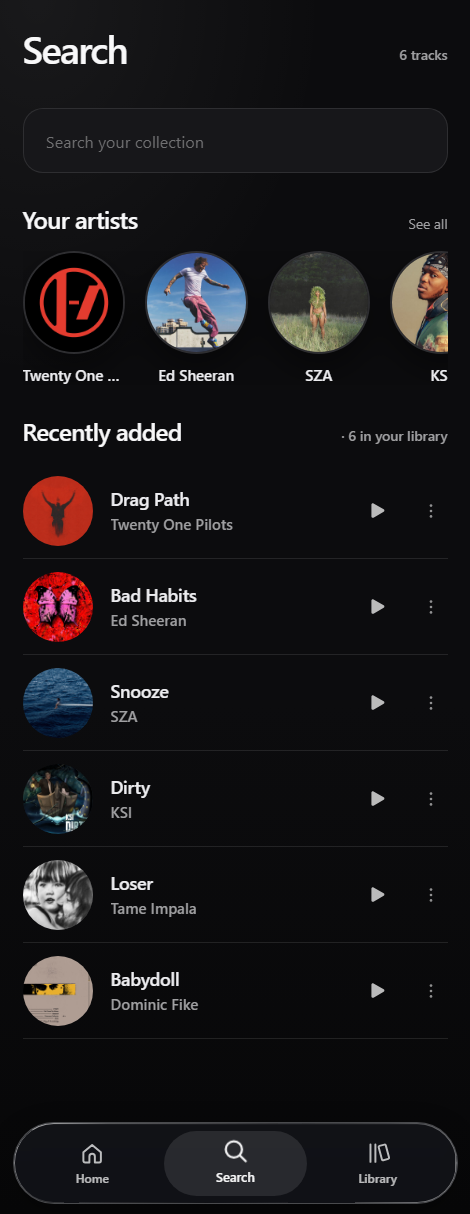 Search
6 tracks
Search your collection
Your artists
See all
Twenty One ...
Ed Sheeran
SZA
KS
Recently added
· 6 in your library
Drag Path
Twenty One Pilots
Bad Habits
Ed Sheeran
Snooze
SZA
Dirty
KSI
Loser
Tame Impala
Babydoll
Dominic Fike
Home
Search
Library